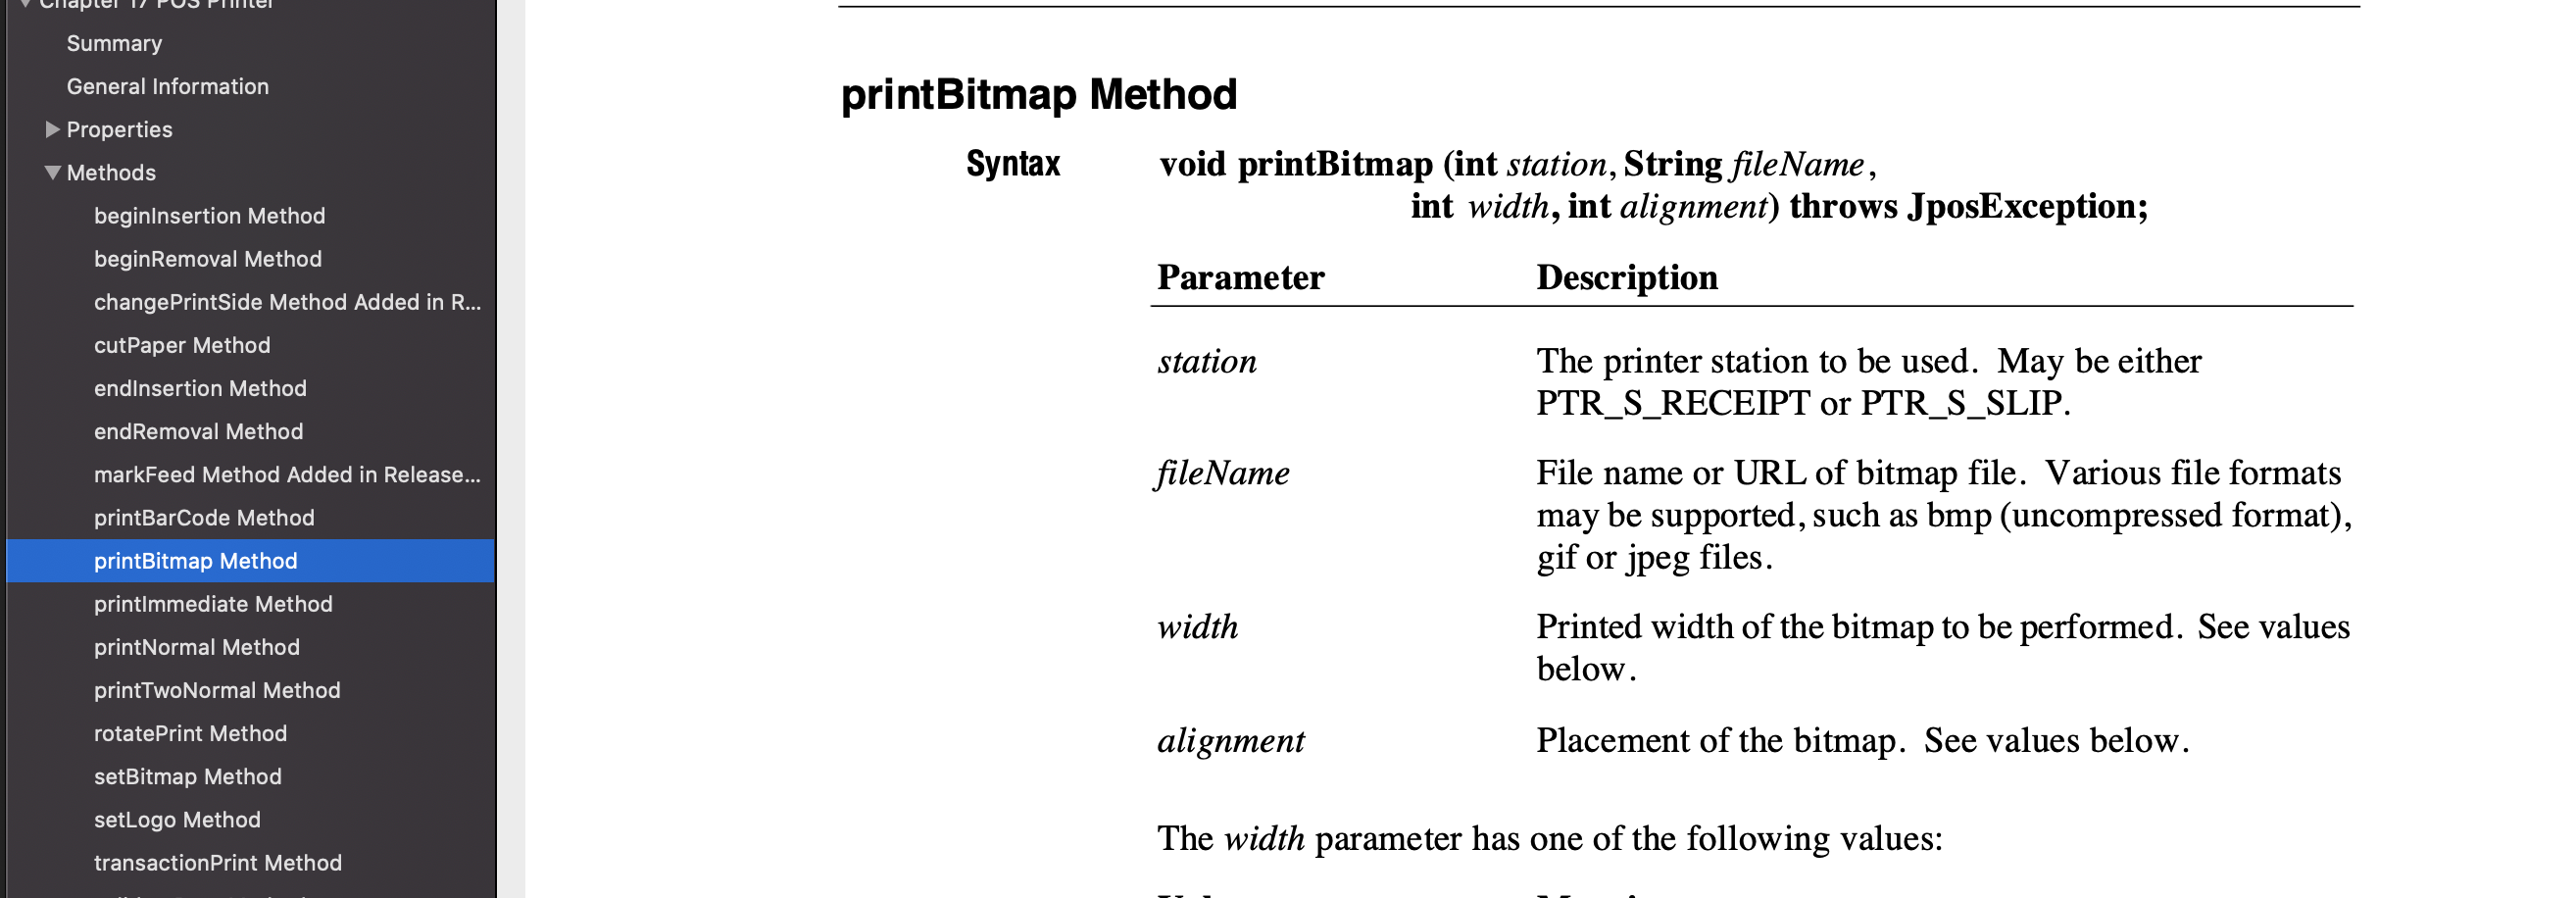 Chapter 17 POS Printer
Summary
General Information
Properties
Methods
beginInsertion Method
beginRemoval Method
changePrintSide Method Added in R...
cutPaper Method
endInsertion Method
endRemoval Method
markFeed Method Added in Release...
printBarCode Method
printBitmap Method
printImmediate Method
printNormal Method
printTwoNormal Method
rotatePrint Method
setBitmap Method
setLogo Method
transactionPrint Method
printBitmap Method
Syntax void printBitmap (int station, String fileName,
int width, int alignment) throws JposException;
Parameter Description
station The printer station to be used. May be either
PTR_S_RECEIPT or PTR_S_SLIP.
fileName File name or URL of bitmap file. Various file formats
may be supported, such as bmp (uncompressed format),
gif or jpeg files.
width Printed width of the bitmap to be performed. See values
below.
alignment Placement of the bitmap. See values below.
The width parameter has one of the following values: